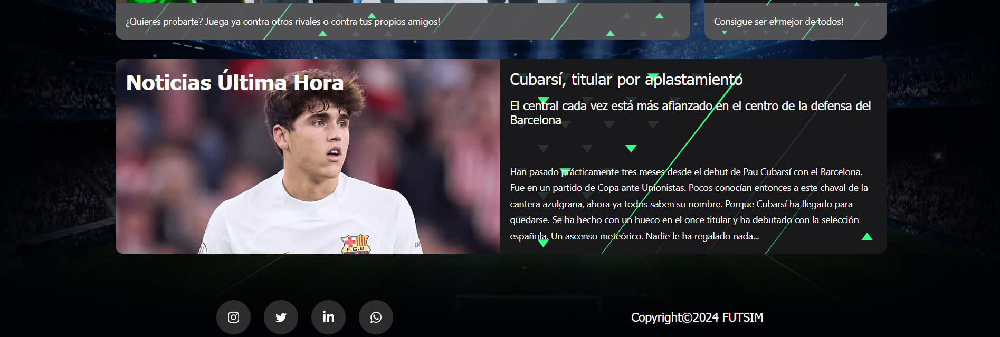 ¿Quieres probarte? Juega ya contra otros rivales o contra tus propios amigos!
Consigue ser el mejor de todos!
Noticias Última Hora
Cubarsí, titular por aplastamiento
El central cada vez está más afianzado en el centro de la defensa del
Barcelona
Han pasado prácticamente tres meses desde el debut de Pau Cubarsí con el Barcelona.
Fue en un partido de Copa ante Unionistas. Pocos conocían entonces a este chaval de la
cantera azulgrana, ahora ya todos saben su nombre. Porque Cubarsí ha llegado para
quedarse. Se ha hecho con un hueco en el once titular y ha debutado con la selección
española. Un ascenso meteórico. Nadie le ha regalado nada...
F.C.B.
in
Copyright©2024 FUTSIM